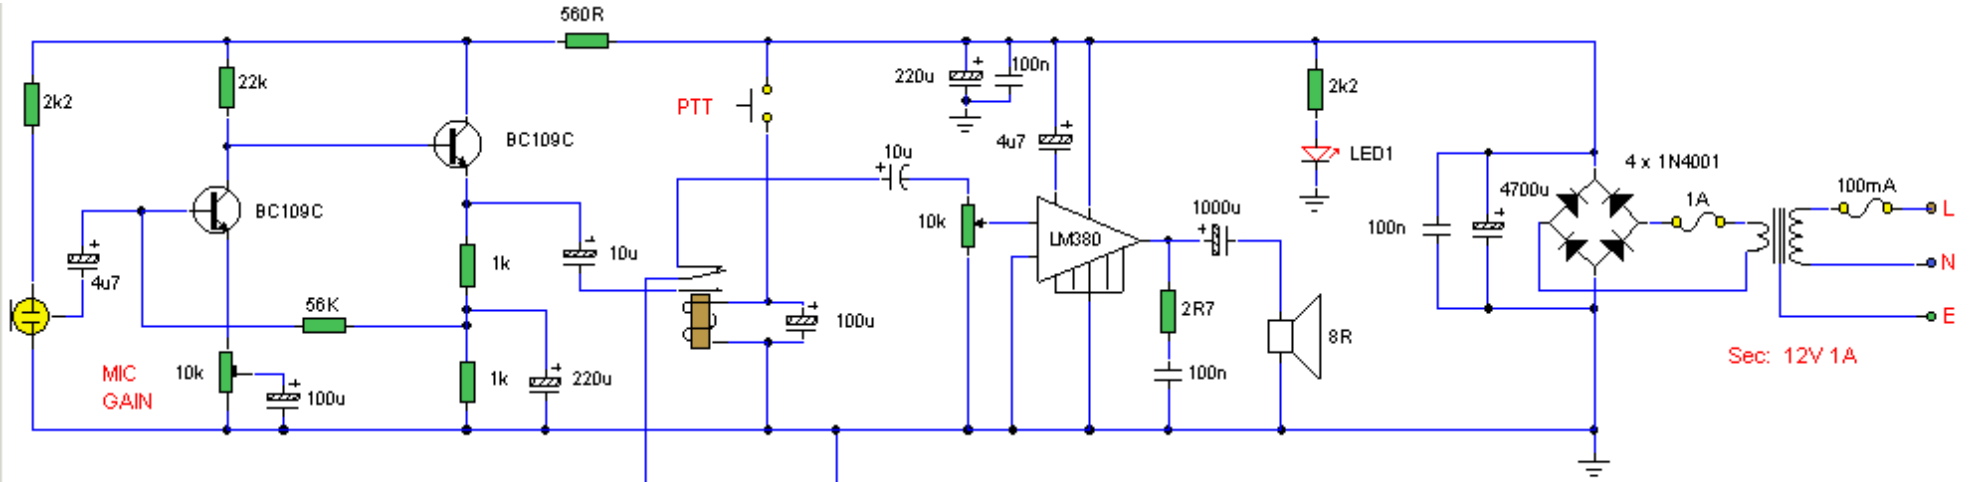 560R
2k2
22k
BC109C
BC109C
PTT
220u
100n
4u7
2k2
LED1
4 x 1N4001
4700u
1A
100mA
L
100n
N
E
Sec: 12V 1A
10u
10k
LM380
1000u
2R7
100n
8R
4u7
56K
1k
10u
100u
MIC
GAIN
10k
100u
1k
220u